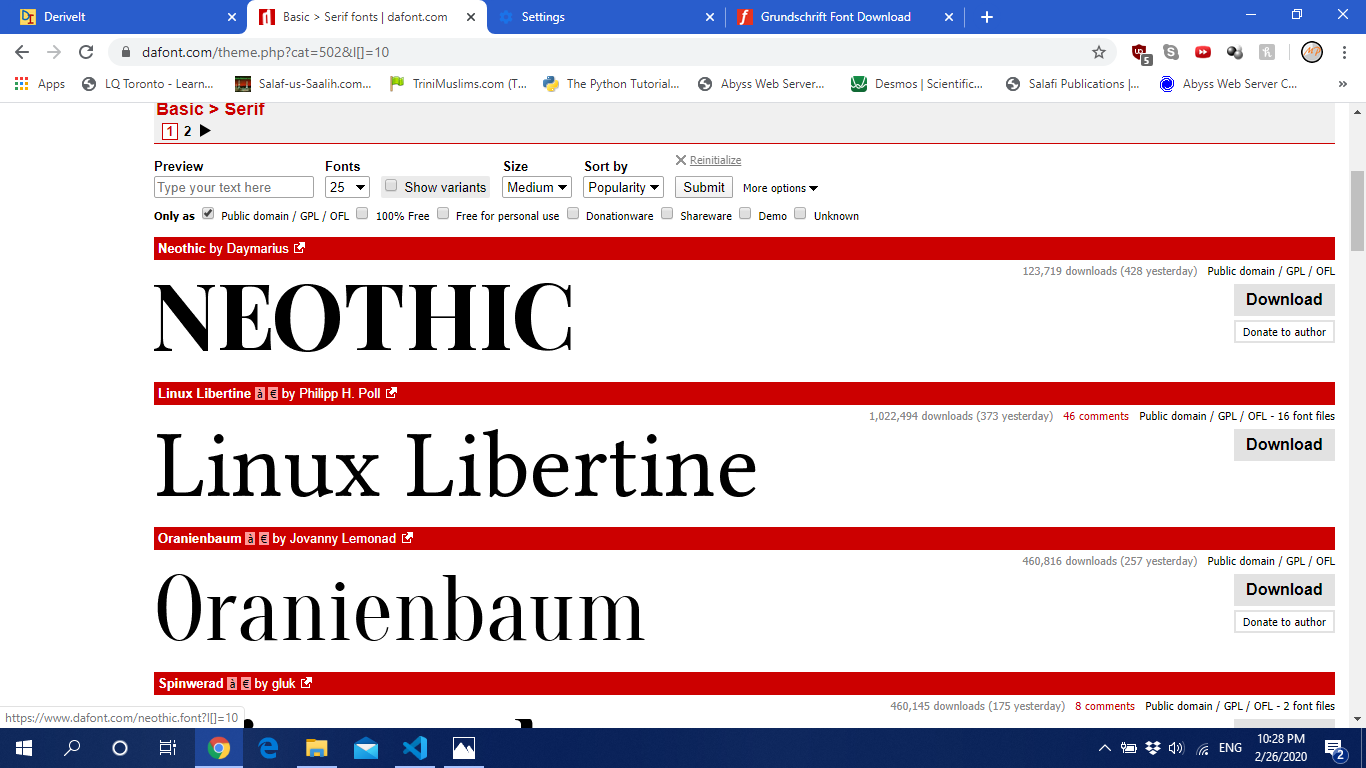 DeriveIt
Basic > Serif fonts | dafont.com
Settings
Grundschrift Font Download
dafont.com/theme.php?cat=502&l[]=10
5
Apps
LQ Toronto - Learn...
Salaf-us-Saalih.com...
TriniMuslims.com (T...
The Python Tutorial...
Abyss Web Server...
Desmos | Scientific...
Salafi Publications |...
Abyss Web Server C...
»
Basic > Serif
1 2
Preview
Fonts
Size
Sort by
Reinitialize
Type your text here
25
Show variants
Medium
Popularity
Submit
More options
Only as Public domain / GPL / OFL 100% Free Free for personal use Donationware Shareware Demo Unknown
Neothic by Daymarius
123,719 downloads (428 yesterday) Public domain / GPL / OFL
NEOTHIC
Download
Donate to author
Linux Libertine à € by Philipp H. Poll
1,022,494 downloads (373 yesterday) 46 comments Public domain / GPL / OFL - 16 font files
Linux Libertine
Download
Oranienbaum à € by Jovanny Lemonad
460,816 downloads (257 yesterday) Public domain / GPL / OFL
Oranienbaum
Download
Donate to author
Spinwerad à € by gluk
460,145 downloads (175 yesterday) 8 comments Public domain / GPL / OFL - 2 font files
https://www.dafont.com/neothic.font?l[]=10
ENG
10:28 PM
2/26/2020
2